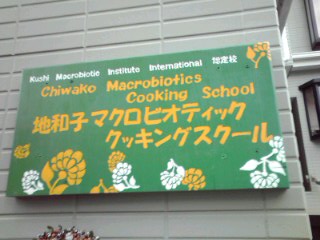 Kushi Macrobiotic Institute International 認定校
Chiwako Macrobiotics
Cooking School
地和子マクロビオティック
クッキングスクール